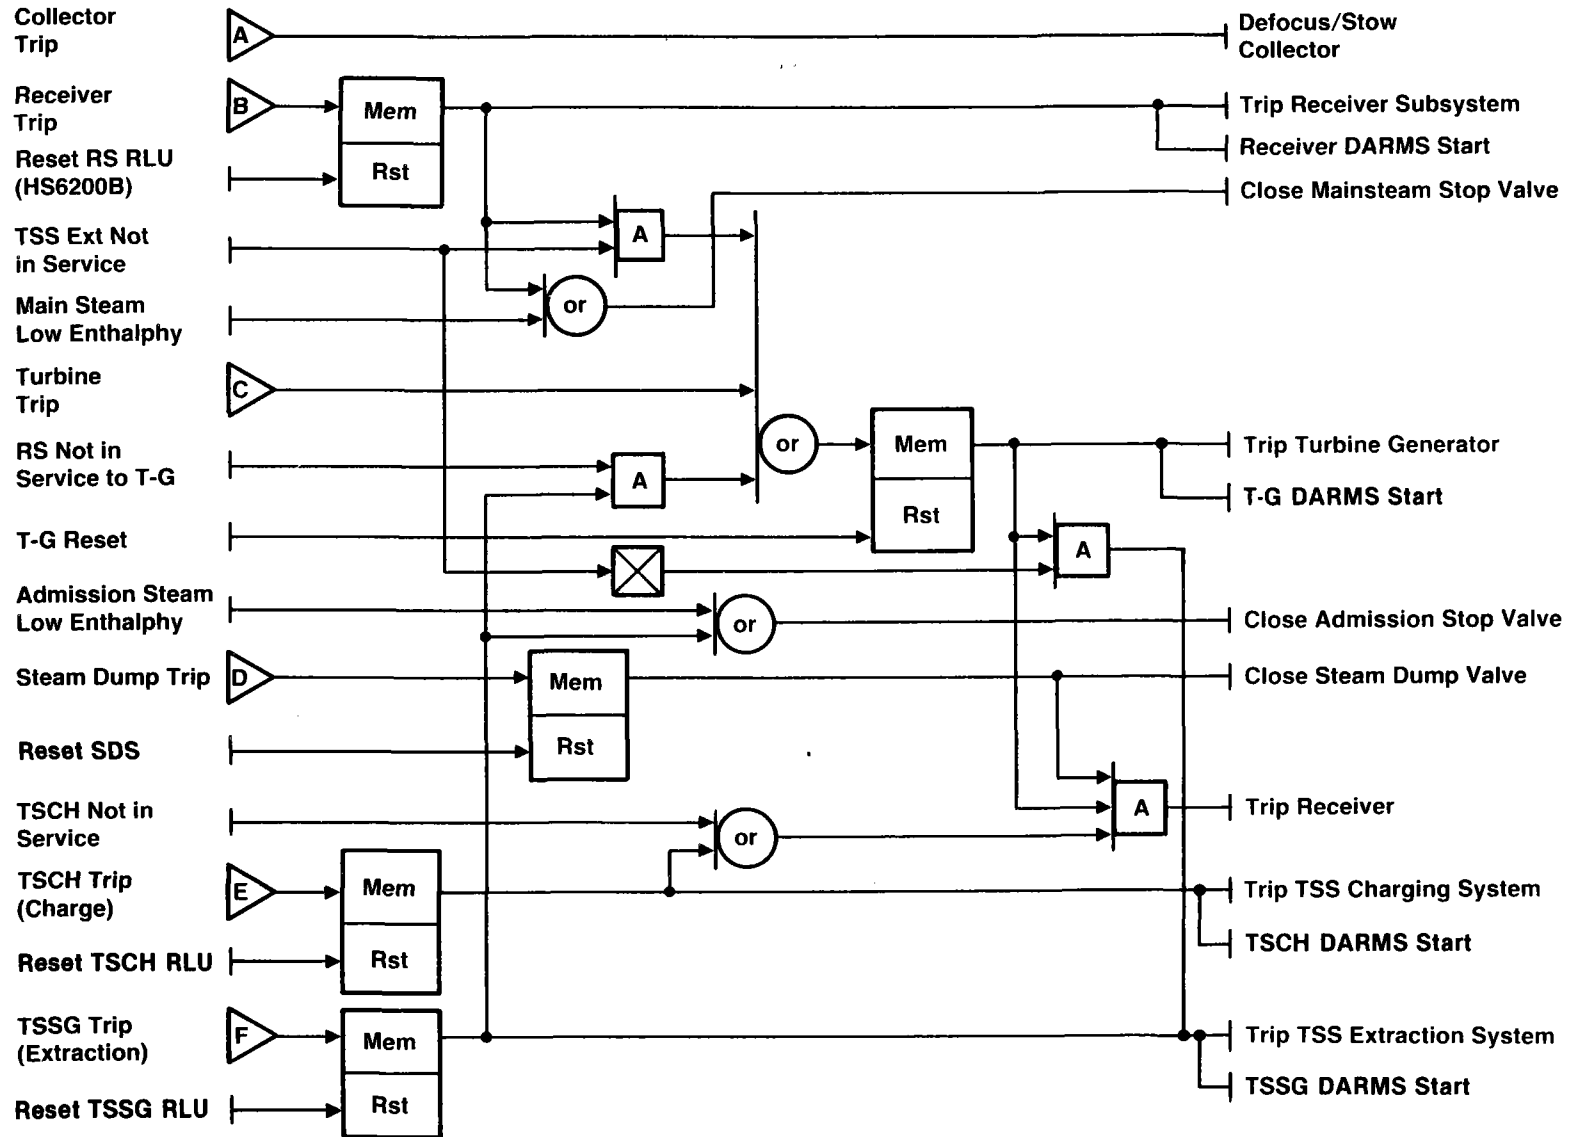 Collector
Trip
A
Defocus/Stow
Collector
Receiver
Trip
B
Mem
Trip Receiver Subsystem
Receiver DARMS Start
Reset RS RLU
(HS6200B)
Rst
Close Mainsteam Stop Valve
TSS Ext Not
in Service
A
Main Steam
Low Enthalphy
or
Turbine
Trip
C
RS Not in
Service to T-G
A
or
Mem
Trip Turbine Generator
T-G DARMS Start
Rst
T-G Reset
A
Admission Steam
Low Enthalphy
or
Close Admission Stop Valve
Steam Dump Trip
D
Mem
Close Steam Dump Valve
Reset SDS
Rst
TSCH Not in
Service
or
A
Trip Receiver
TSCH Trip
(Charge)
E
Mem
Trip TSS Charging System
TSCH DARMS Start
Reset TSCH RLU
Rst
TSSG Trip
(Extraction)
F
Mem
Trip TSS Extraction System
TSSG DARMS Start
Reset TSSG RLU
Rst